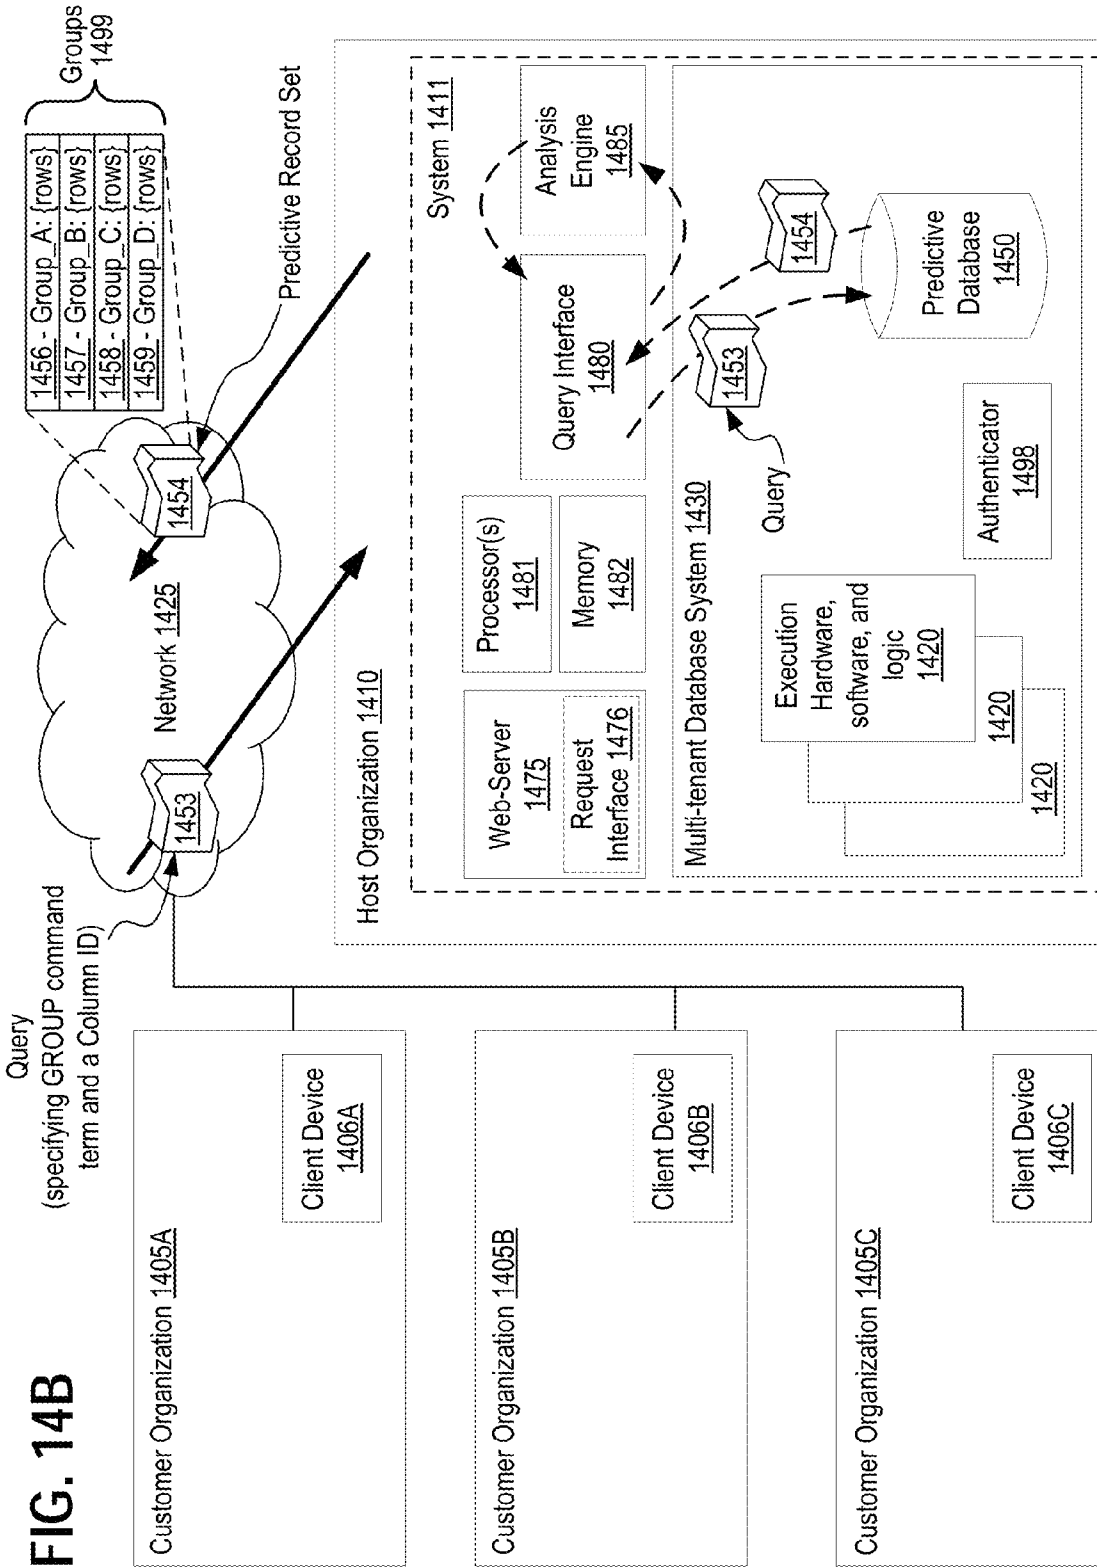 FIG. 14B
Query
(specifying GROUP command
term and a Column ID)
1453
Network 1425
1454
1456 - Group_A: {rows}
1457 - Group_B: {rows}
1458 - Group_C: {rows}
1459 - Group_D: {rows}
Groups
1499
Predictive Record Set
Customer Organization 1405A
Client Device
1406A
Customer Organization 1405B
Client Device
1406B
Customer Organization 1405C
Client Device
1406C
Host Organization 1410
System 1411
Web-Server
1475
Request
Interface 1476
Processor(s)
1481
Memory
1482
Query Interface
1480
Analysis
Engine
1485
Multi-tenant Database System 1430
Query
1453
1454
Execution
Hardware,
software, and
logic
1420
1420
1420
Authenticator
1498
Predictive
Database
1450